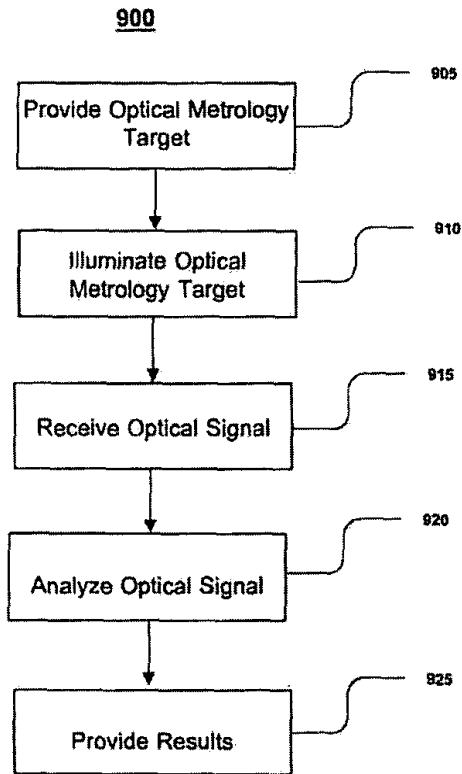 900
905
Provide Optical Metrology
Target
910
Illuminate Optical
Metrology Target
915
Receive Optical Signal
920
Analyze Optical Signal
925
Provide Results